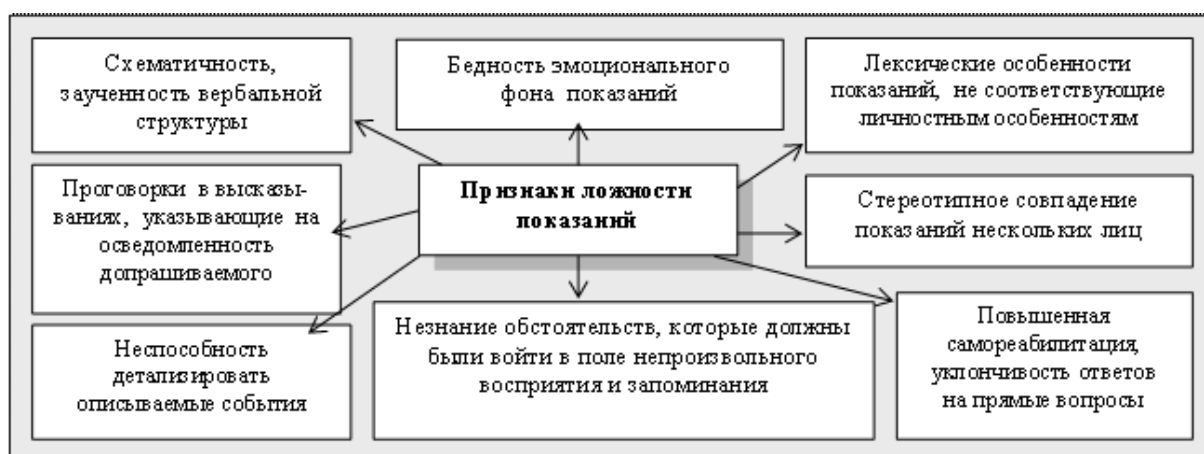 Схематичность,
заученность вербальной
структуры
Бедность эмоционального
фона показаний
Лексические особенности
показаний, не соответствующие
личностным особенностям
Признаки ложности
показаний
Проговорки в высказы-
ваниях, указывающие на
осведомленность
допрашиваемого
Стереотипное совпадение
показаний нескольких лиц
Неспособность
детализировать
описываемые события
Незнание обстоятельств, которые должны
были войти в поле непроизвольного
восприятия и запоминания
Повышенная
самореабилитация,
уклончивость ответов
на прямые вопросы